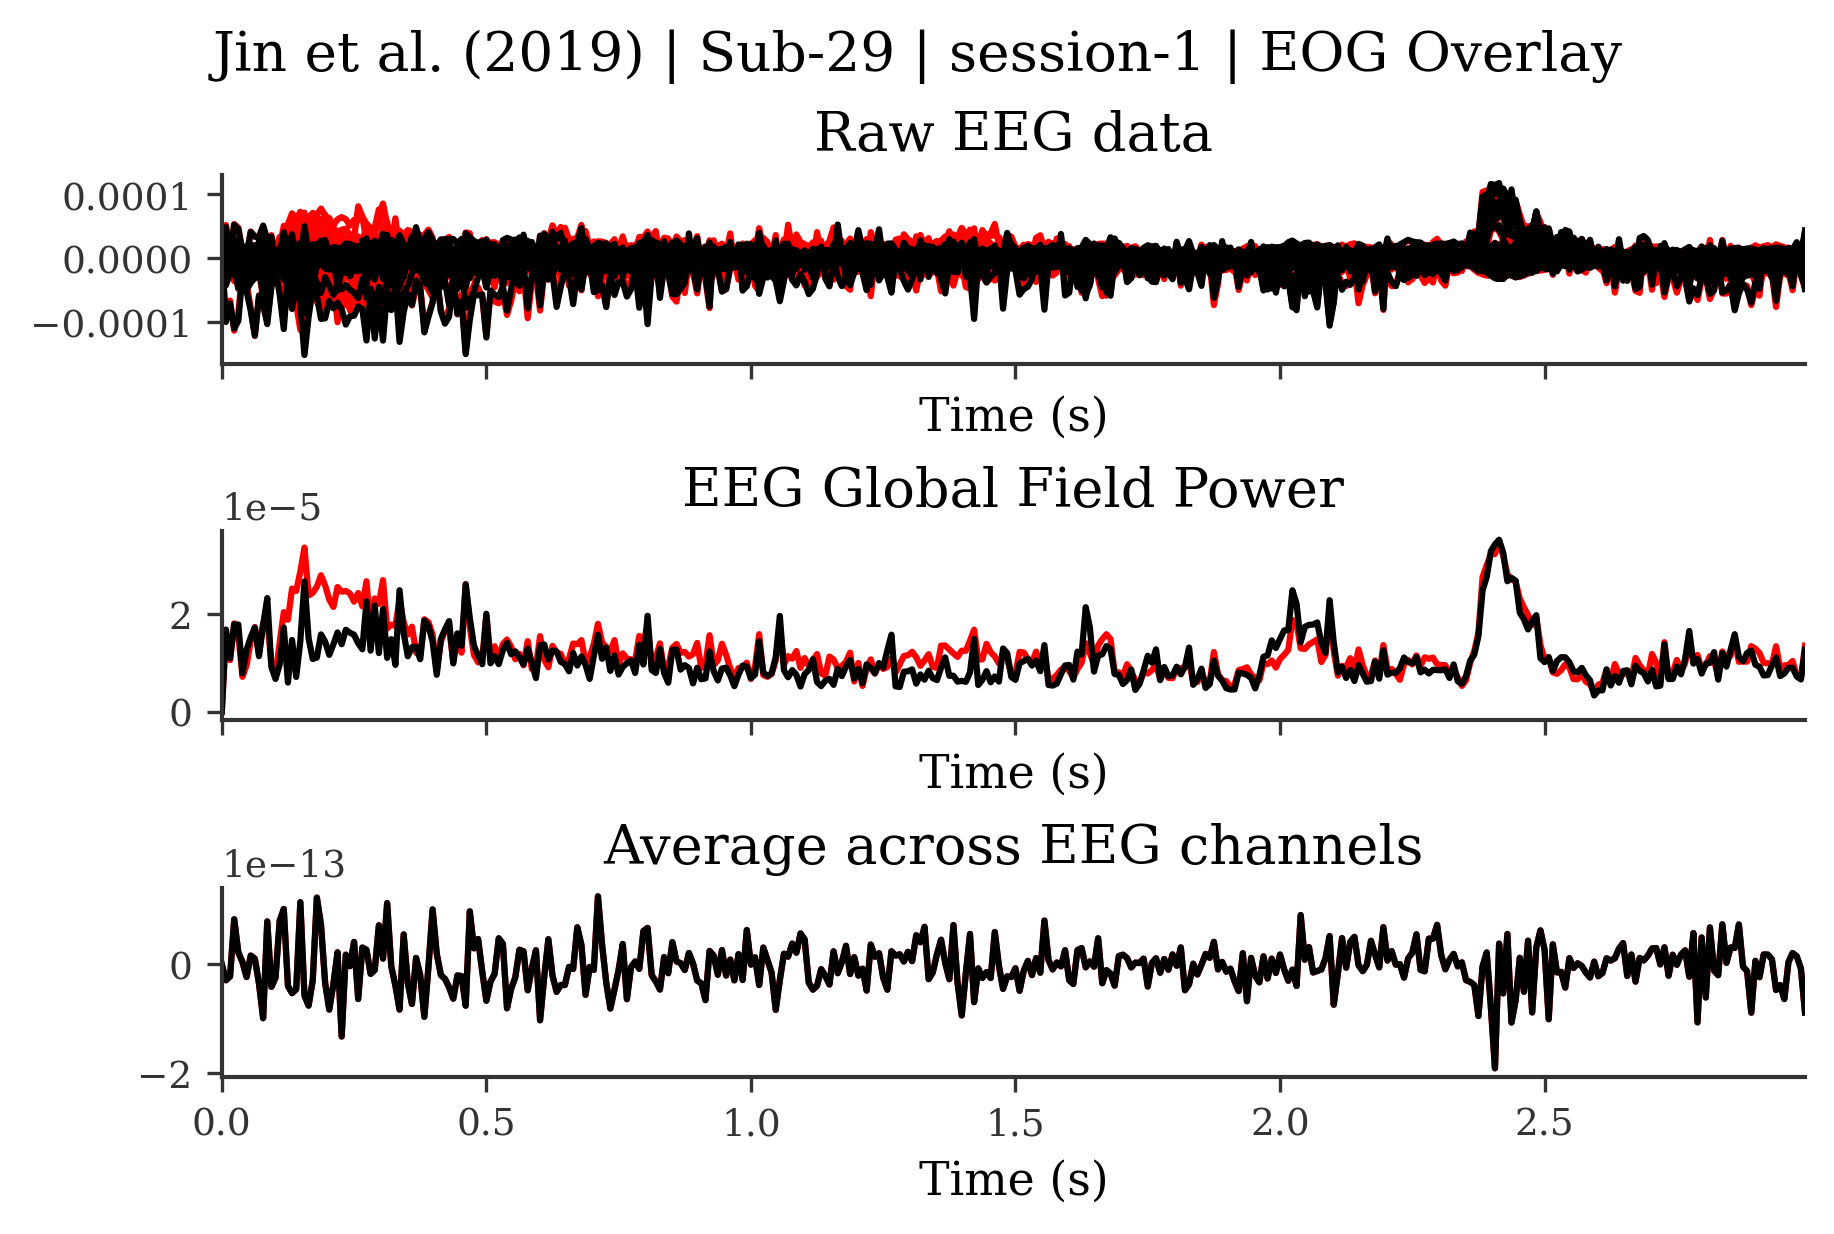 Jin et al. (2019) | Sub-29 | session-1 | EOG Overlay
Raw EEG data
0.0001
0.0000
−0.0001
Time (s)
EEG Global Field Power
1e−5
2
0
Time (s)
Average across EEG channels
1e−13
0
−2
0.0 0.5 1.0 1.5 2.0 2.5
Time (s)